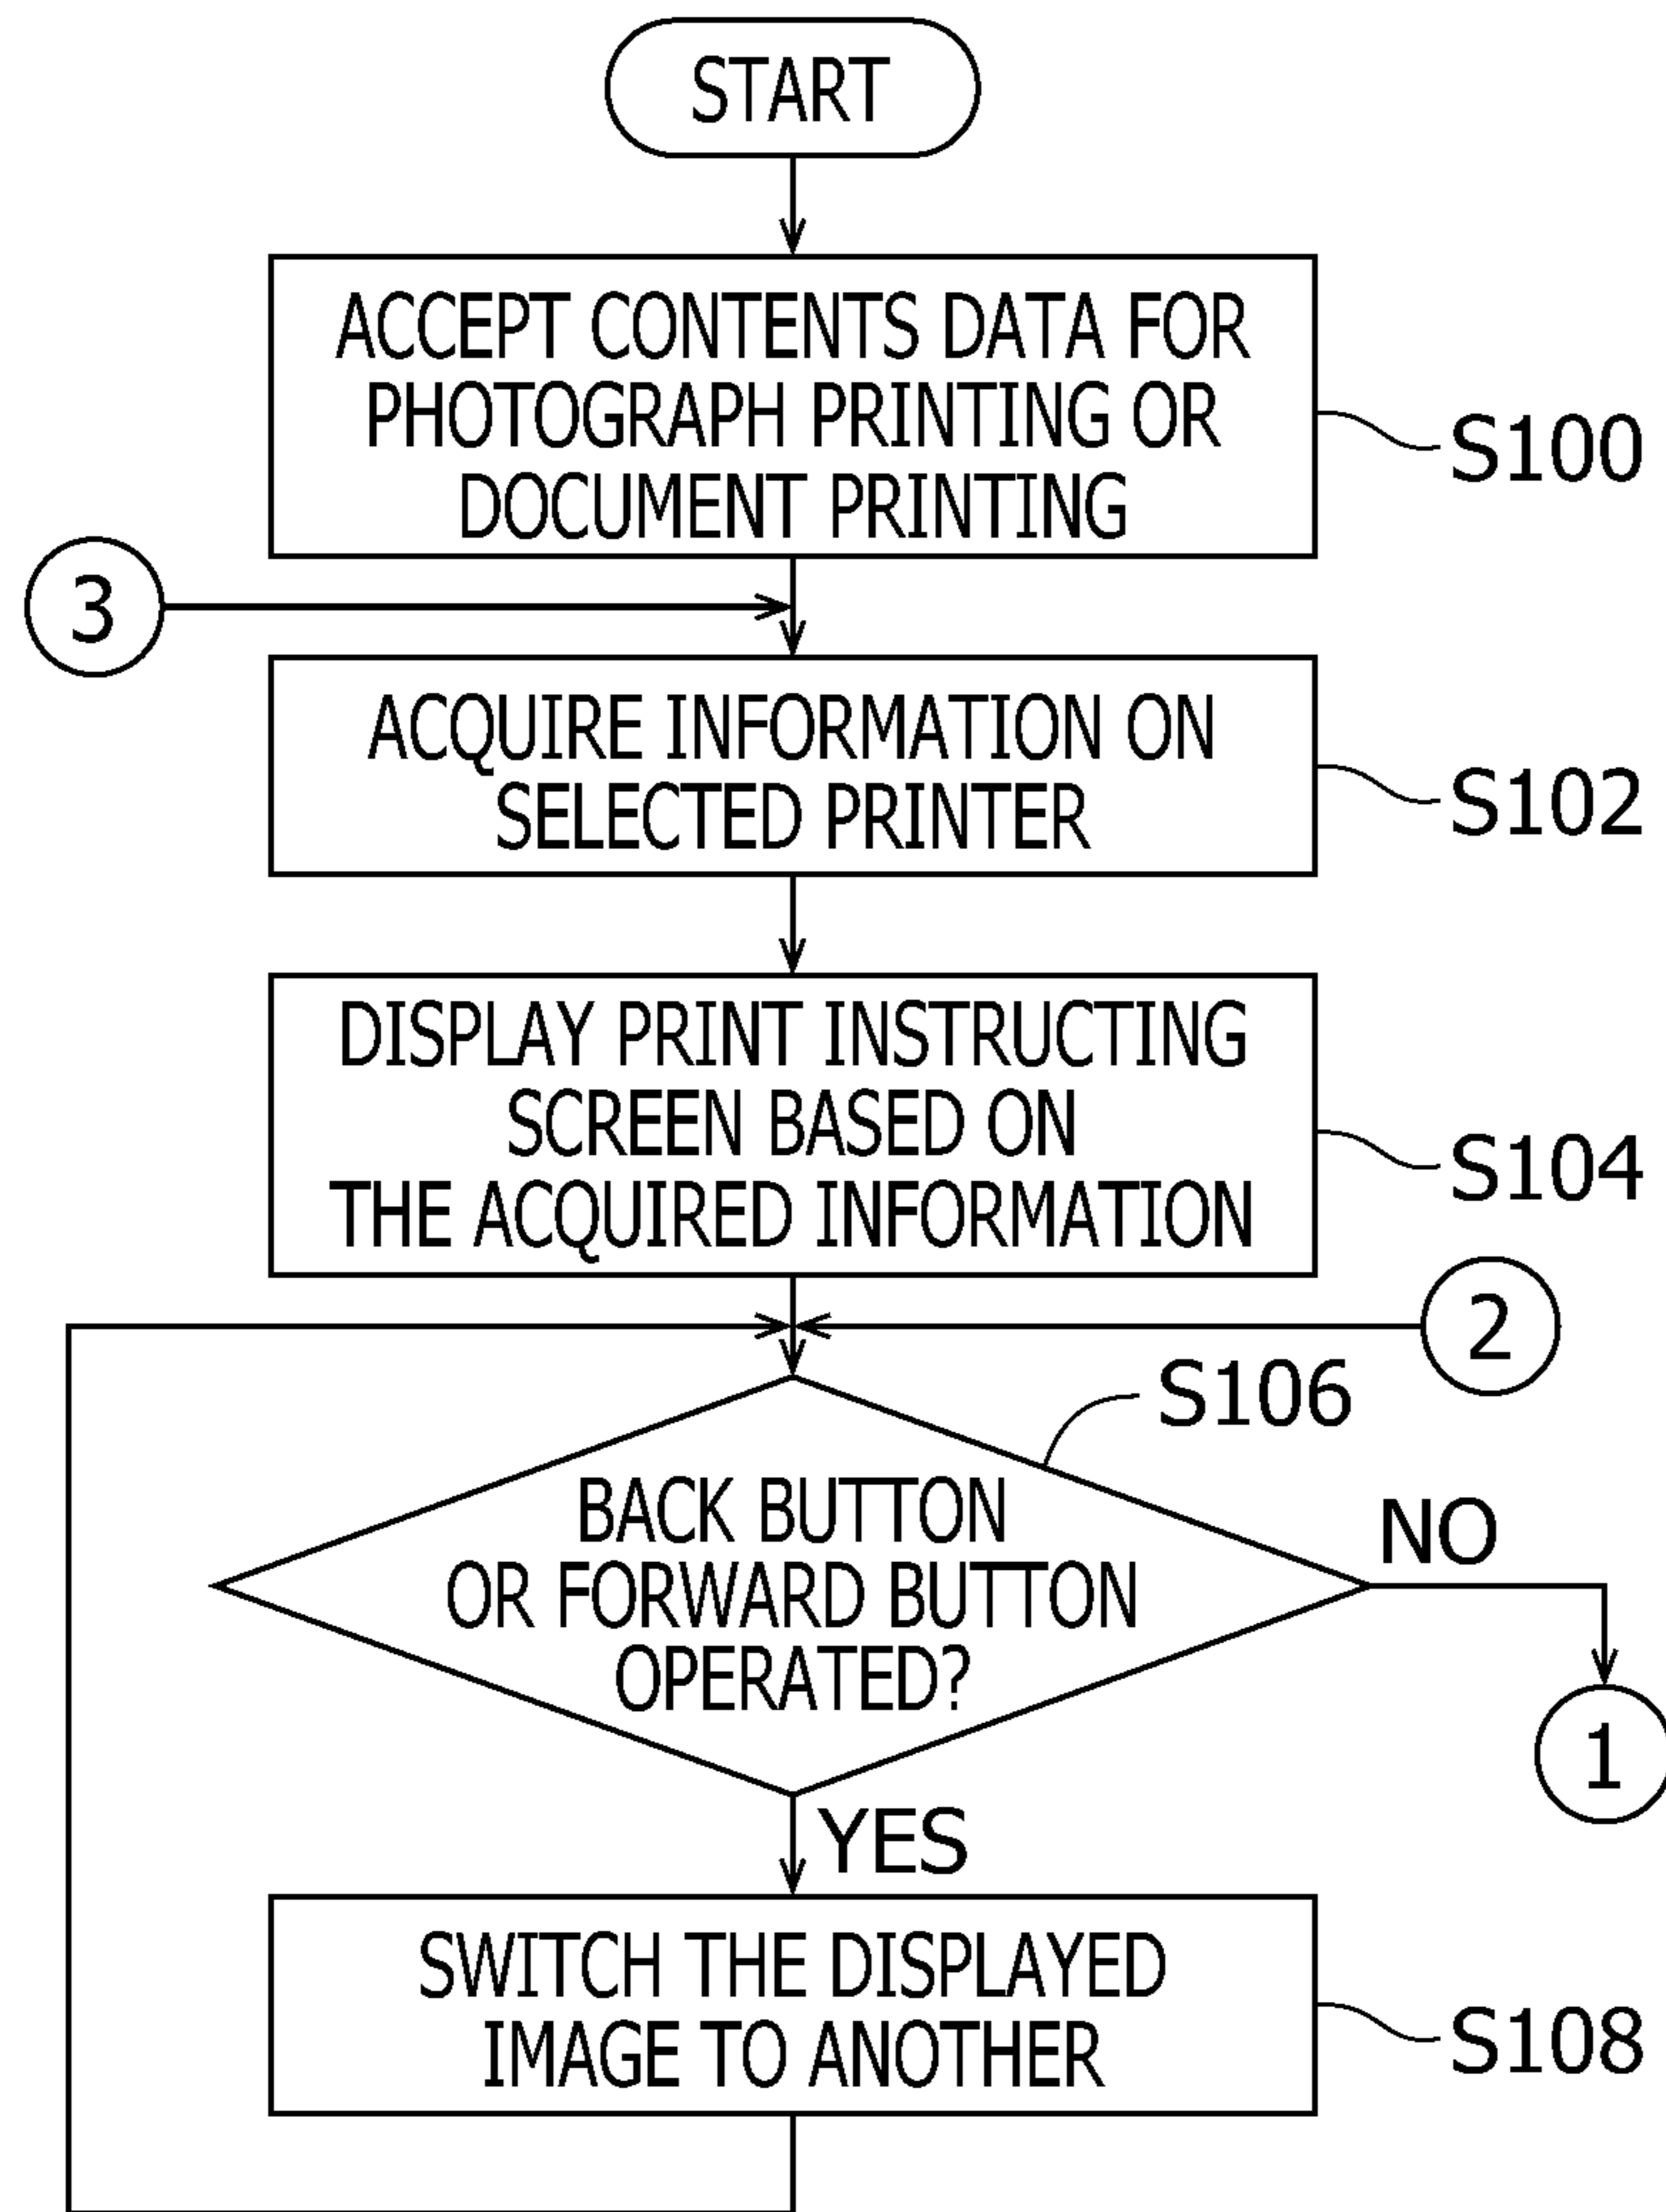 START
ACCEPT CONTENTS DATA FOR
PHOTOGRAPH PRINTING OR
DOCUMENT PRINTING
S100
3
ACQUIRE INFORMATION ON
SELECTED PRINTER
S102
DISPLAY PRINT INSTRUCTING
SCREEN BASED ON
THE ACQUIRED INFORMATION
S104
2
S106
BACK BUTTON
OR FORWARD BUTTON
OPERATED?
NO
1
YES
SWITCH THE DISPLAYED
IMAGE TO ANOTHER
S108